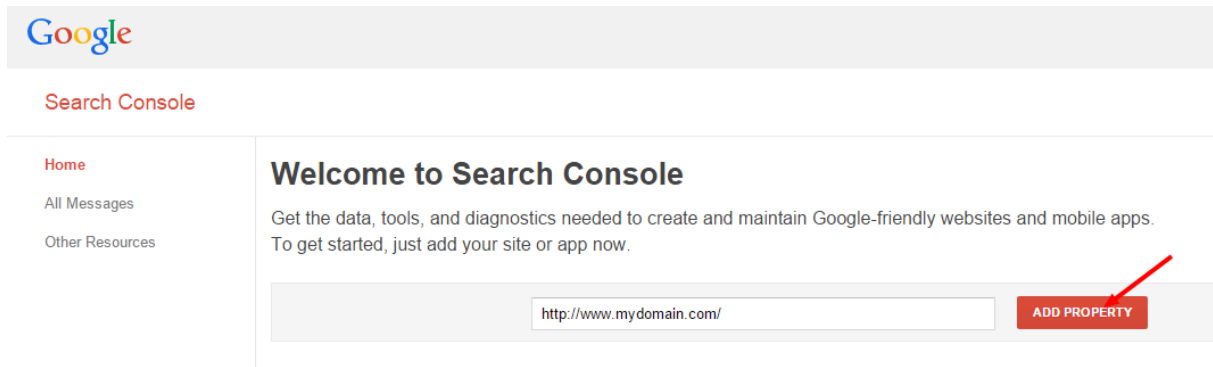 Google
Search Console
Home
All Messages
Other Resources
Welcome to Search Console
Get the data, tools, and diagnostics needed to create and maintain Google-friendly websites and mobile apps.
To get started, just add your site or app now.
http://www.mydomain.com/
ADD PROPERTY